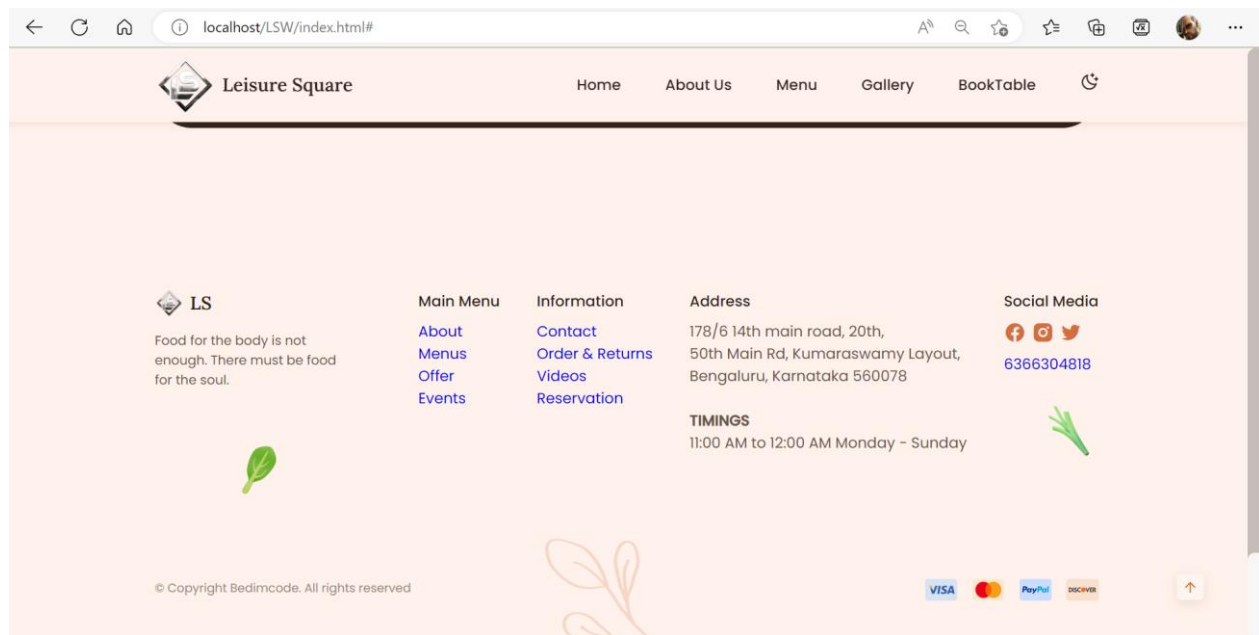 localhost/LSW/index.html#
Leisure Square
Home About Us Menu Gallery BookTable
LS
Food for the body is not
enough. There must be food
for the soul.
Main Menu
About
Menus
Offer
Events
Information
Contact
Order & Returns
Videos
Reservation
Address
178/6 14th main road, 20th,
50th Main Rd, Kumaraswamy Layout,
Bengaluru, Karnataka 560078
TIMINGS
11:00 AM to 12:00 AM Monday - Sunday
Social Media
6366304818
© Copyright Bedimcode. All rights reserved
VISA PayPal DISCOVER